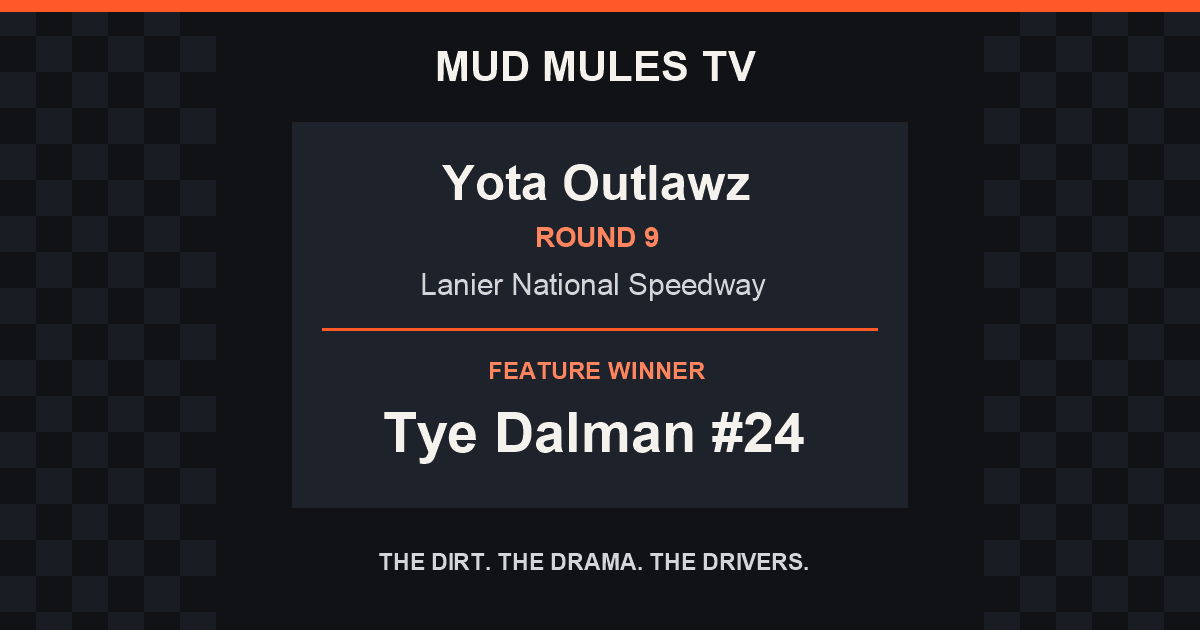 MUD MULES TV
Yota Outlawz
ROUND 9
Lanier National Speedway
FEATURE WINNER
Tye Dalman #24
THE DIRT. THE DRAMA. THE DRIVERS.